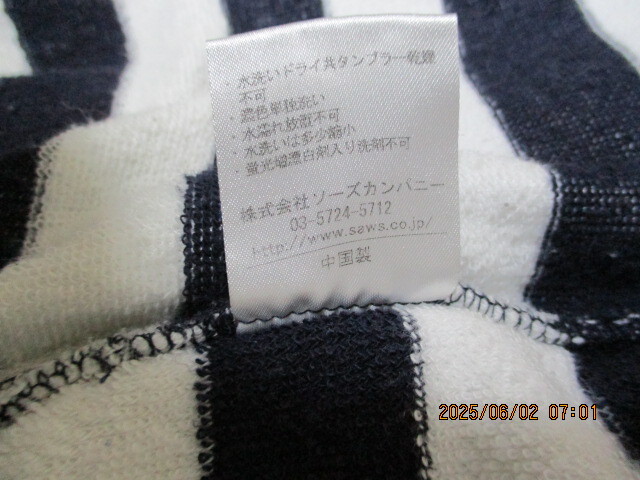 ・水洗いドライ共タンブラー乾燥
不可
・濃色単独洗い
・水濡れ放置不可
・水洗いは多少縮小
・蛍光増漂白剤入り洗剤不可
株式会社ソーズカンパニー
03-5724-5712
http://www.saws.co.jp/
中国製
2025/06/02 07:01